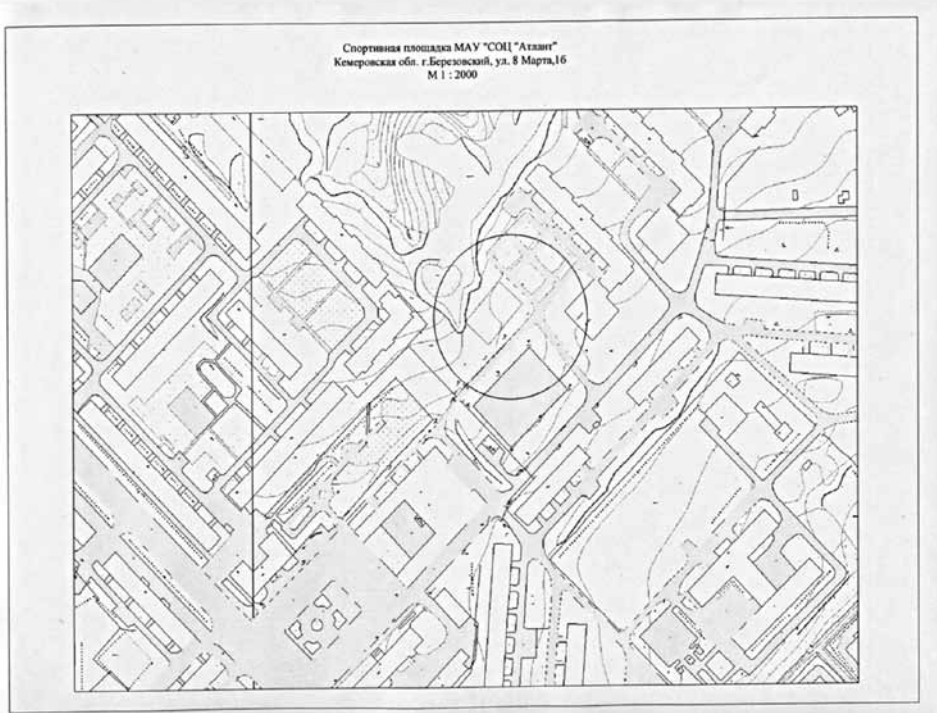 Спортивная площадка МАУ "СОЦ "Атлант"
Кемеровская обл. г.Березовский, ул. 8 Марта,16
М 1 : 2000